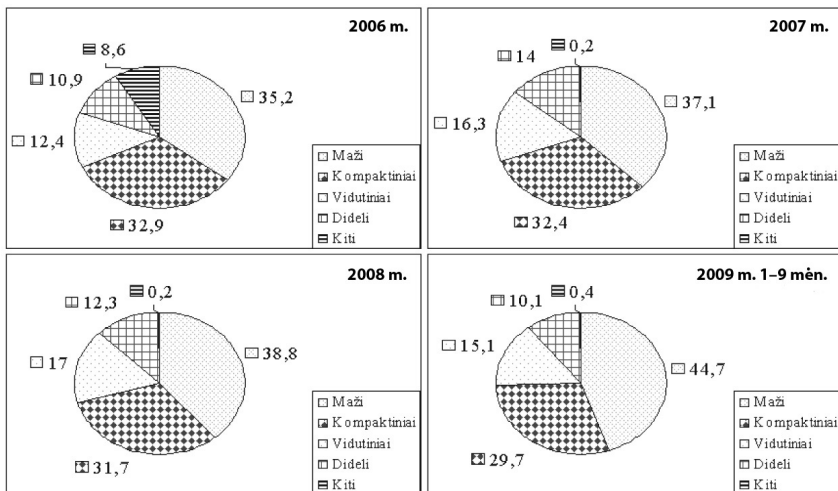 2006 m.
8,6
10,9
35,2
12,4
32,9
Maži
Kompaktiniai
Vidutiniai
Dideli
Kiti
2007 m.
0,2
14
37,1
16,3
32,4
Maži
Kompaktiniai
Vidutiniai
Dideli
Kiti
2008 m.
0,2
12,3
38,8
17
31,7
Maži
Kompaktiniai
Vidutiniai
Dideli
Kiti
2009 m. 1–9 mėn.
0,4
10,1
15,1
44,7
29,7
Maži
Kompaktiniai
Vidutiniai
Dideli
Kiti